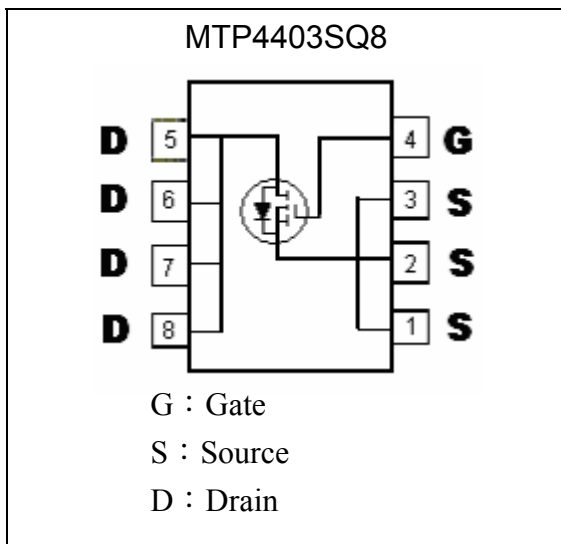 MTP4403SQ8
D 5 4 G
D 6 3 S
D 7 2 S
D 8 1 S
G：Gate
S：Source
D：Drain